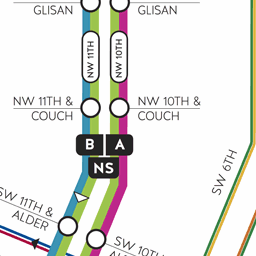 GLISAN
GLISAN
NW 11TH
NW 10TH
NW 11TH &
COUCH
NW 10TH &
COUCH
B
A
NS
SW 6TH
SW 11TH &
ALDER
SW 10TH